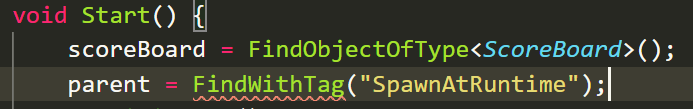 void Start() {
scoreBoard = FindObjectOfType<ScoreBoard>();
parent = FindWithTag("SpawnAtRuntime");